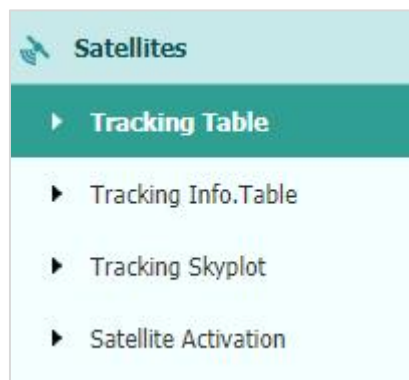 Satellites
Tracking Table
Tracking Info.Table
Tracking Skyplot
Satellite Activation